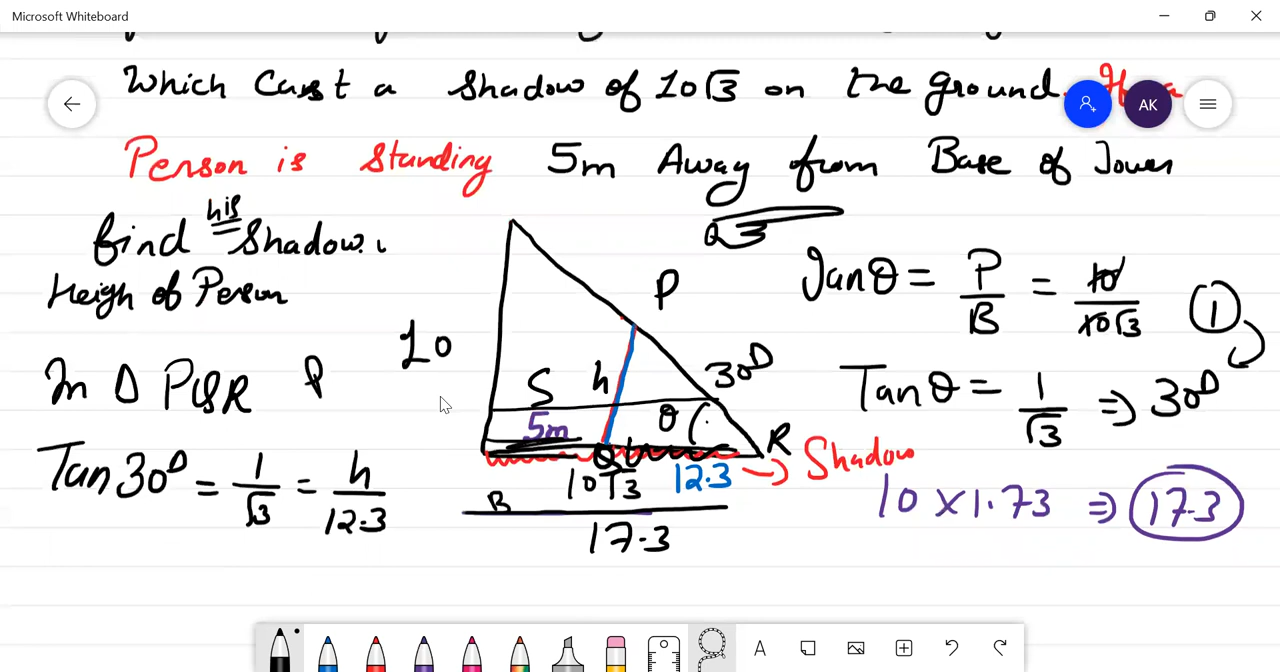 Microsoft Whiteboard
Which Cast a Shadow of 10√3 on the ground. If a
AK
Person is Standing 5m Away from Base of Tower
find his Shadow.
Heigh of Person
Tanθ = P/B = 10/10√3 (1)
P
10
S h 30°
In Δ PQR P
Tanθ = 1/√3 ⇒ 30°
5m θ
Q R
Tan 30° = 1/√3 = h/12.3
10√3 12.3 → Shadow
B
17.3
10 × 1.73 ⇒ 17.3
A